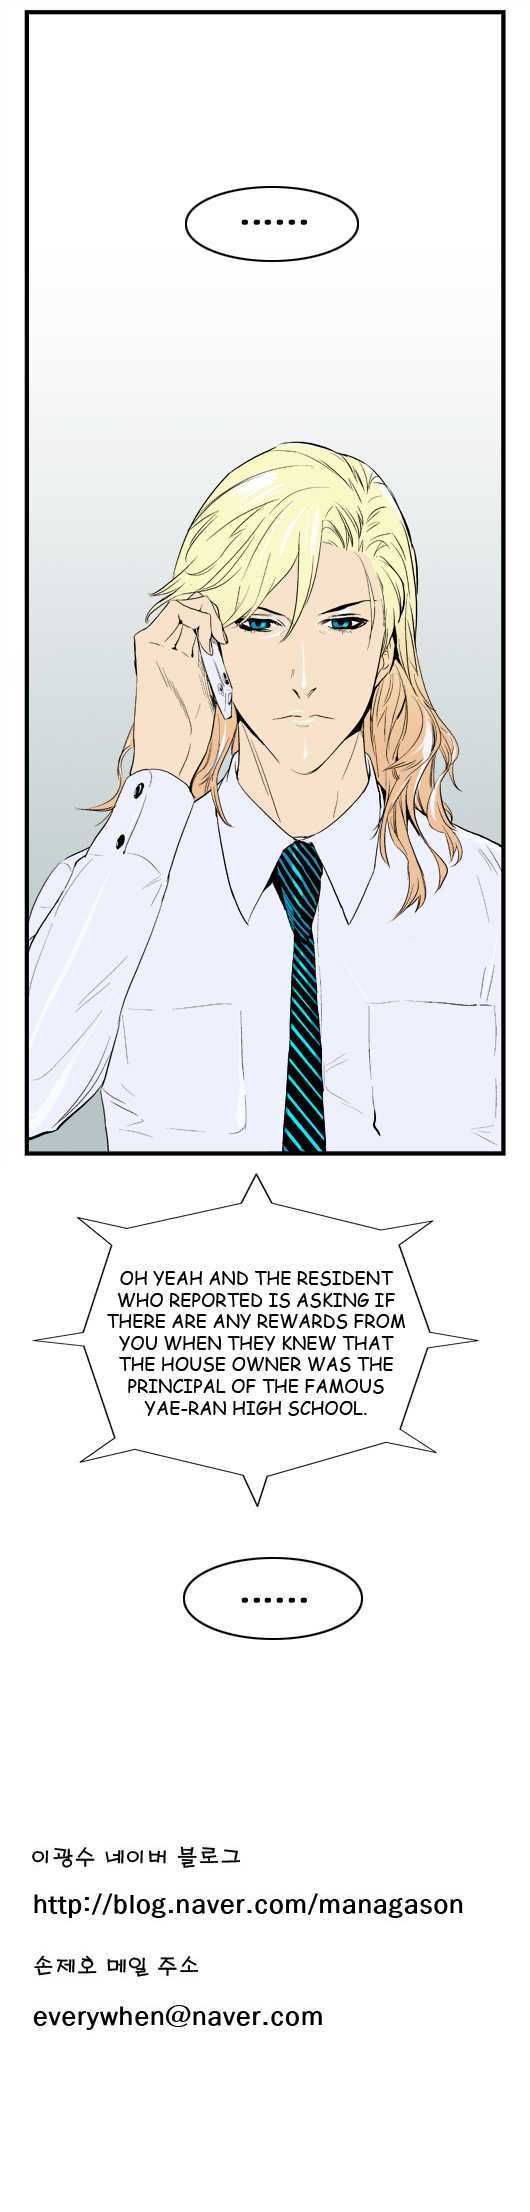 ......
OH YEAH AND THE RESIDENT
WHO REPORTED IS ASKING IF
THERE ARE ANY REWARDS FROM
YOU WHEN THEY KNEW THAT
THE HOUSE OWNER WAS THE
PRINCIPAL OF THE FAMOUS
YAE-RAN HIGH SCHOOL.
......
이광수 네이버 블로그
http://blog.naver.com/managason
손제호 메일 주소
everywhen@naver.com